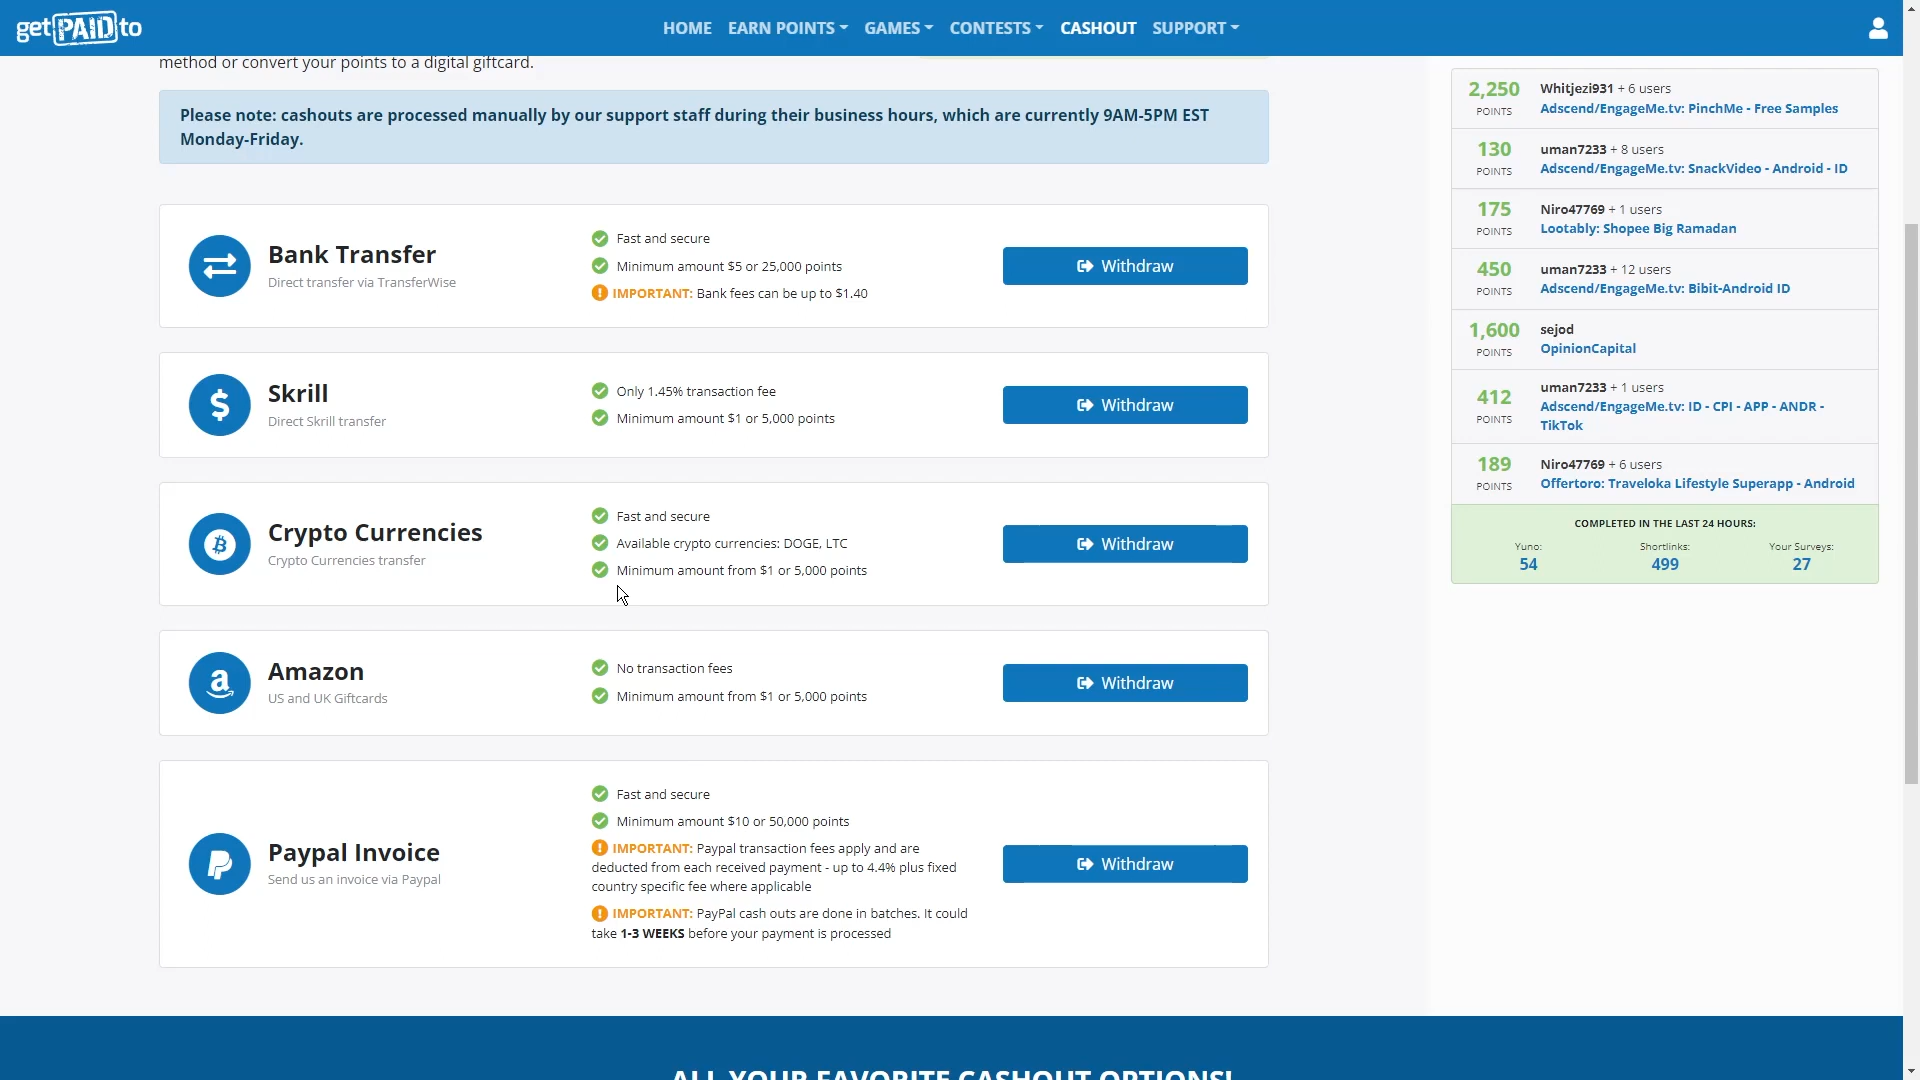 getPAIDto
HOME EARN POINTS GAMES CONTESTS CASHOUT SUPPORT
method or convert your points to a digital giftcard.
Please note: cashouts are processed manually by our support staff during their business hours, which are currently 9AM-5PM EST
Monday-Friday.
Bank Transfer
Direct transfer via TransferWise
Fast and secure
Minimum amount $5 or 25,000 points
IMPORTANT: Bank fees can be up to $1.40
Withdraw
Skrill
Direct Skrill transfer
Only 1.45% transaction fee
Minimum amount $1 or 5,000 points
Withdraw
Crypto Currencies
Crypto Currencies transfer
Fast and secure
Available crypto currencies: DOGE, LTC
Minimum amount from $1 or 5,000 points
Withdraw
Amazon
US and UK Giftcards
No transaction fees
Minimum amount from $1 or 5,000 points
Withdraw
Paypal Invoice
Send us an invoice via Paypal
Fast and secure
Minimum amount $10 or 50,000 points
IMPORTANT: Paypal transaction fees apply and are
deducted from each received payment - up to 4.4% plus fixed
country specific fee where applicable
IMPORTANT: PayPal cash outs are done in batches. It could
take 1-3 WEEKS before your payment is processed
Withdraw
2,250
POINTS
Whitjezi931 + 6 users
Adscend/EngageMe.tv: PinchMe - Free Samples
130
POINTS
uman7233 + 8 users
Adscend/EngageMe.tv: SnackVideo - Android - ID
175
POINTS
Niro47769 + 1 users
Lootably: Shopee Big Ramadan
450
POINTS
uman7233 + 12 users
Adscend/EngageMe.tv: Bibit-Android ID
1,600
POINTS
sejod
OpinionCapital
412
POINTS
uman7233 + 1 users
Adscend/EngageMe.tv: ID - CPI - APP - ANDR -
TikTok
189
POINTS
Niro47769 + 6 users
Offertoro: Traveloka Lifestyle Superapp - Android
COMPLETED IN THE LAST 24 HOURS:
Yuno: Shortlinks: Your Surveys:
54 499 27
ALL YOUR FAVORITE CASHOUT OPTIONS!